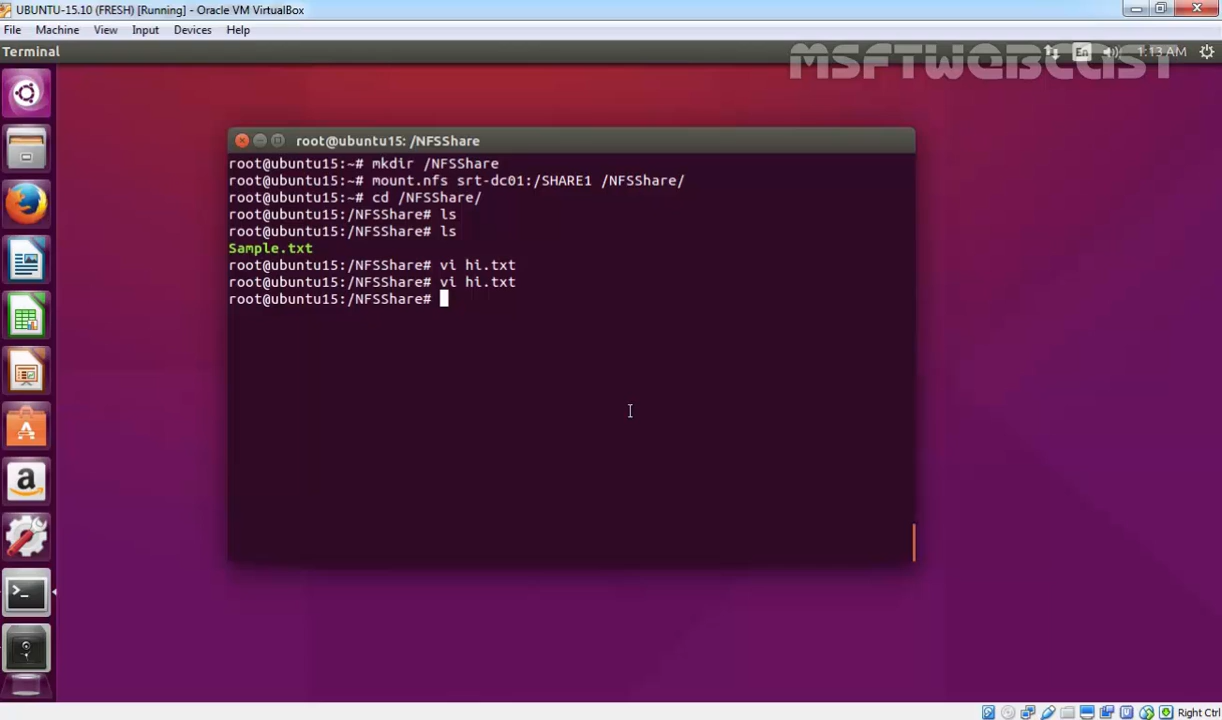 UBUNTU-15.10 (FRESH) [Running] - Oracle VM VirtualBox
File Machine View Input Devices Help
Terminal
En
1:13 AM
MSFTWEBCAST
root@ubuntu15: /NFSShare
root@ubuntu15:~# mkdir /NFSShare
root@ubuntu15:~# mount.nfs srt-dc01:/SHARE1 /NFSShare/
root@ubuntu15:~# cd /NFSShare/
root@ubuntu15:/NFSShare# ls
root@ubuntu15:/NFSShare# ls
Sample.txt
root@ubuntu15:/NFSShare# vi hi.txt
root@ubuntu15:/NFSShare# vi hi.txt
root@ubuntu15:/NFSShare#
Right Ctrl